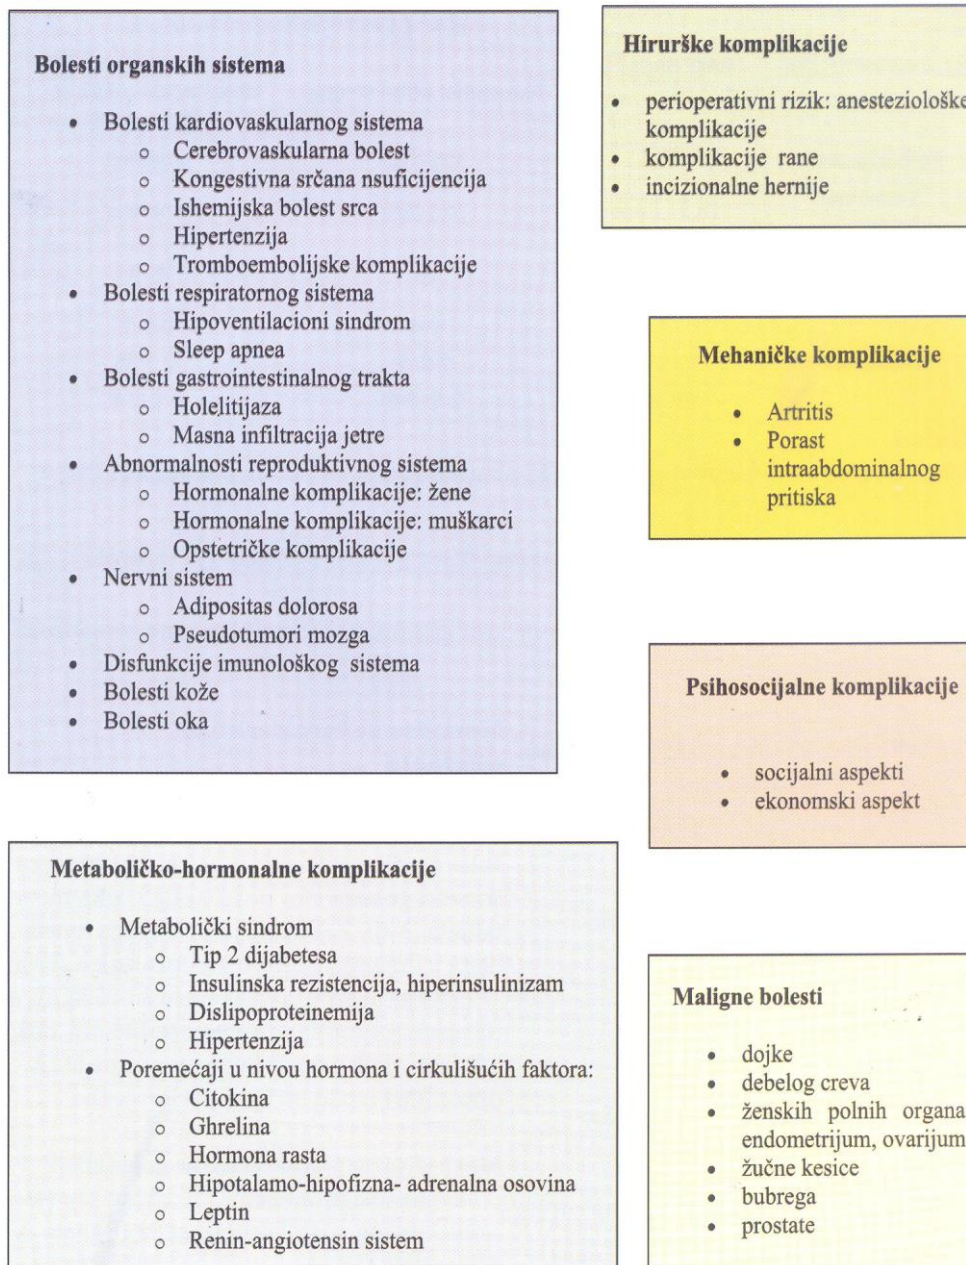 Bolesti organskih sistema
• Bolesti kardiovaskularnog sistema
o Cerebrovaskularna bolest
o Kongestivna srčana nsuficijencija
o Ishemijska bolest srca
o Hipertenzija
o Tromboembolijske komplikacije
• Bolesti respiratornog sistema
o Hipoventilacioni sindrom
o Sleep apnea
• Bolesti gastrointestinalnog trakta
o Holelitijaza
o Masna infiltracija jetre
• Abnormalnosti reproduktivnog sistema
o Hormonalne komplikacije: žene
o Hormonalne komplikacije: muškarci
o Opstetričke komplikacije
• Nervni sistem
o Adipositas dolorosa
o Pseudotumori mozga
• Disfunkcije imunološkog sistema
• Bolesti kože
• Bolesti oka
Metaboličko-hormonalne komplikacije
• Metabolički sindrom
o Tip 2 dijabetesa
o Insulinska rezistencija, hiperinsulinizam
o Dislipoproteinemija
o Hipertenzija
• Poremećaji u nivou hormona i cirkulišućih faktora:
o Citokina
o Ghrelina
o Hormona rasta
o Hipotalamo-hipofizna- adrenalna osovina
o Leptin
o Renin-angiotensin sistem
Hirurške komplikacije
• perioperativni rizik: anesteziološke
komplikacije
• komplikacije rane
• incizionalne hernije
Mehaničke komplikacije
• Artritis
• Porast
intraabdominalnog
pritiska
Psihosocijalne komplikacije
• socijalni aspekti
• ekonomski aspekt
Maligne bolesti
• dojke
• debelog creva
• ženskih polnih organa
endometrijum, ovarijum
• žučne kesice
• bubrega
• prostate